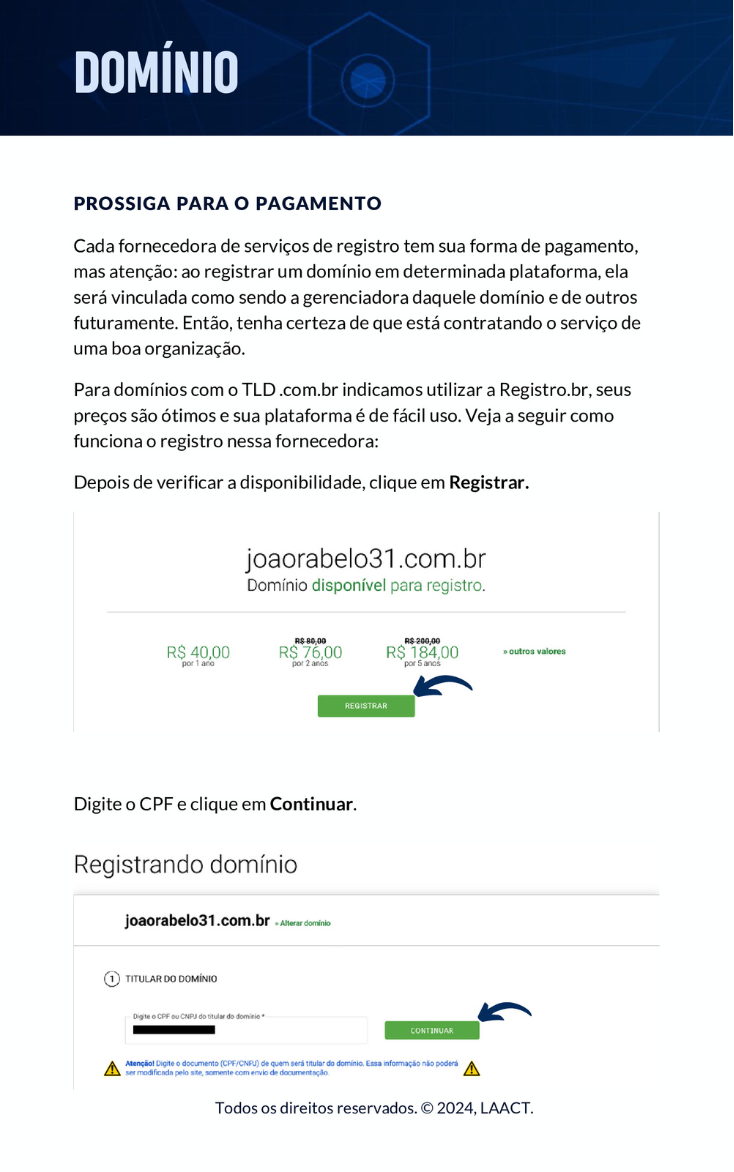 DOMÍNIO
PROSSIGA PARA O PAGAMENTO
Cada fornecedora de serviços de registro tem sua forma de pagamento,
mas atenção: ao registrar um domínio em determinada plataforma, ela
será vinculada como sendo a gerenciadora daquele domínio e de outros
futuramente. Então, tenha certeza de que está contratando o serviço de
uma boa organização.
Para domínios com o TLD .com.br indicamos utilizar a Registro.br, seus
preços são ótimos e sua plataforma é de fácil uso. Veja a seguir como
funciona o registro nessa fornecedora:
Depois de verificar a disponibilidade, clique em Registrar.
joaorabelo31.com.br
Domínio disponível para registro.
R$ 80,00 R$ 200,00
R$ 40,00 R$ 76,00 R$ 184,00 » outros valores
por 1 ano por 2 anos por 5 anos
REGISTRAR
Digite o CPF e clique em Continuar.
Registrando domínio
joaorabelo31.com.br » Alterar domínio
1 TITULAR DO DOMÍNIO
Digite o CPF ou CNPJ do titular do domínio *
CONTINUAR
Atenção! Digite o documento (CPF/CNPJ) de quem será titular do domínio. Essa informação não poderá
ser modificada pelo site, somente com envio de documentação.
Todos os direitos reservados. © 2024, LAACT.